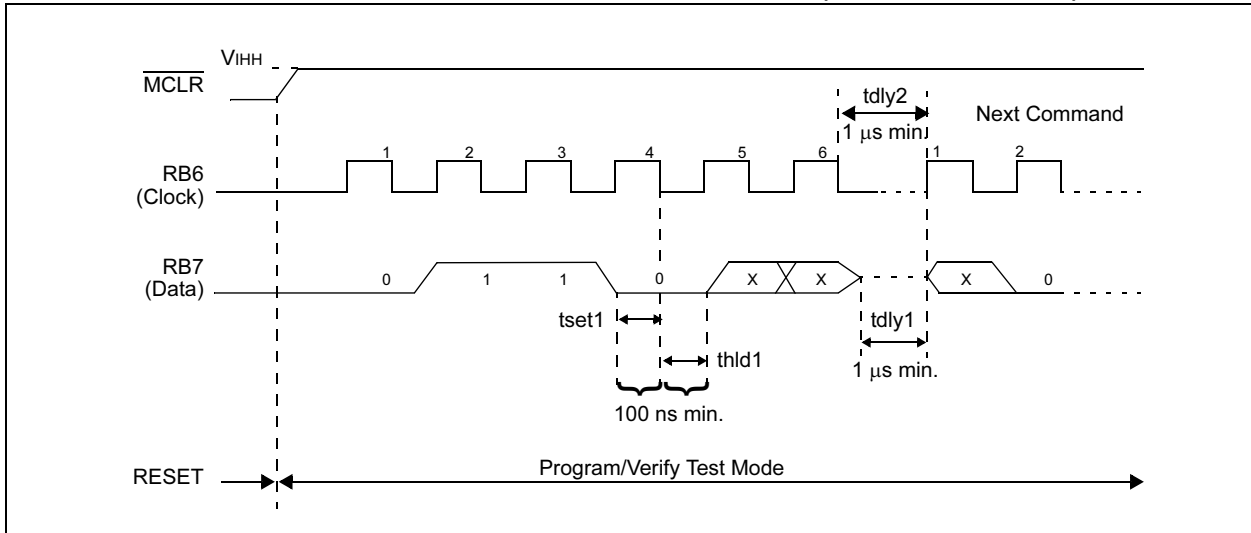 VIHH
MCLR
tdly2
Next Command
1 µs min.
1 2 3 4 5 6 1 2
RB6
(Clock)
RB7
(Data)
0 1 1 0 X X X 0
tset1
tdly1
thld1
1 µs min.
100 ns min.
RESET
Program/Verify Test Mode